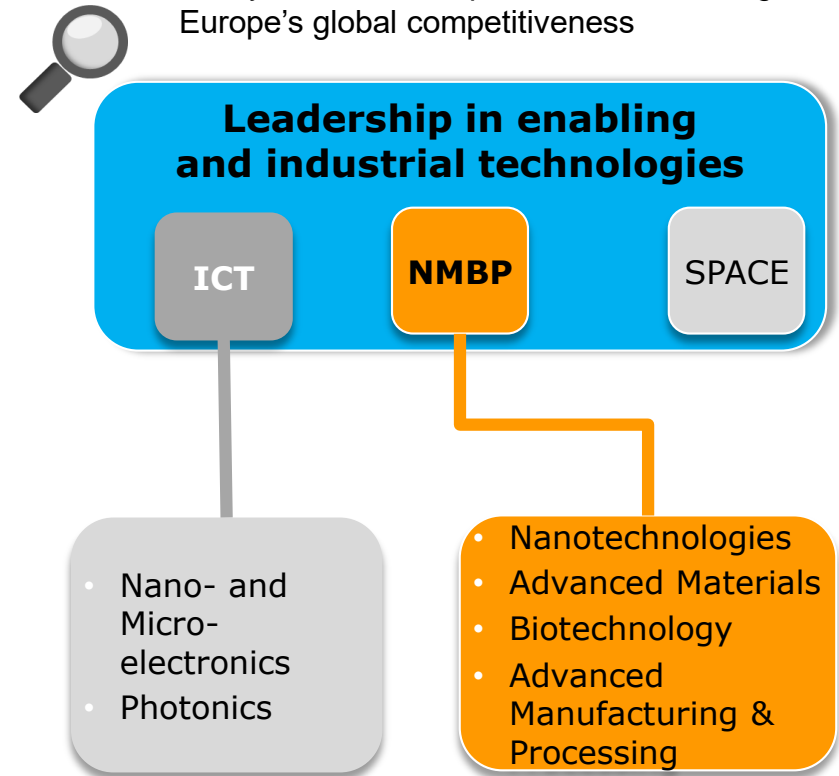 Europe's global competitiveness
Leadership in enabling
and industrial technologies
ICT
NMBP
SPACE
• Nano- and
Micro-
electronics
• Photonics
• Nanotechnologies
• Advanced Materials
• Biotechnology
• Advanced
Manufacturing &
Processing